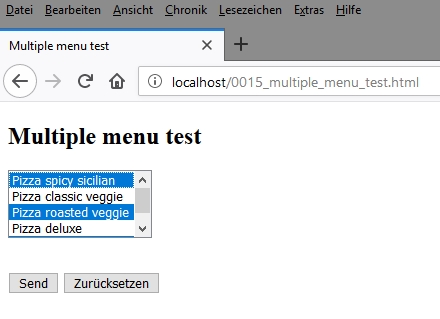 Datei Bearbeiten Ansicht Chronik Lesezeichen Extras Hilfe
Multiple menu test
localhost/0015_multiple_menu_test.html
Multiple menu test
Pizza spicy sicilian
Pizza classic veggie
Pizza roasted veggie
Pizza deluxe
Send Zurücksetzen